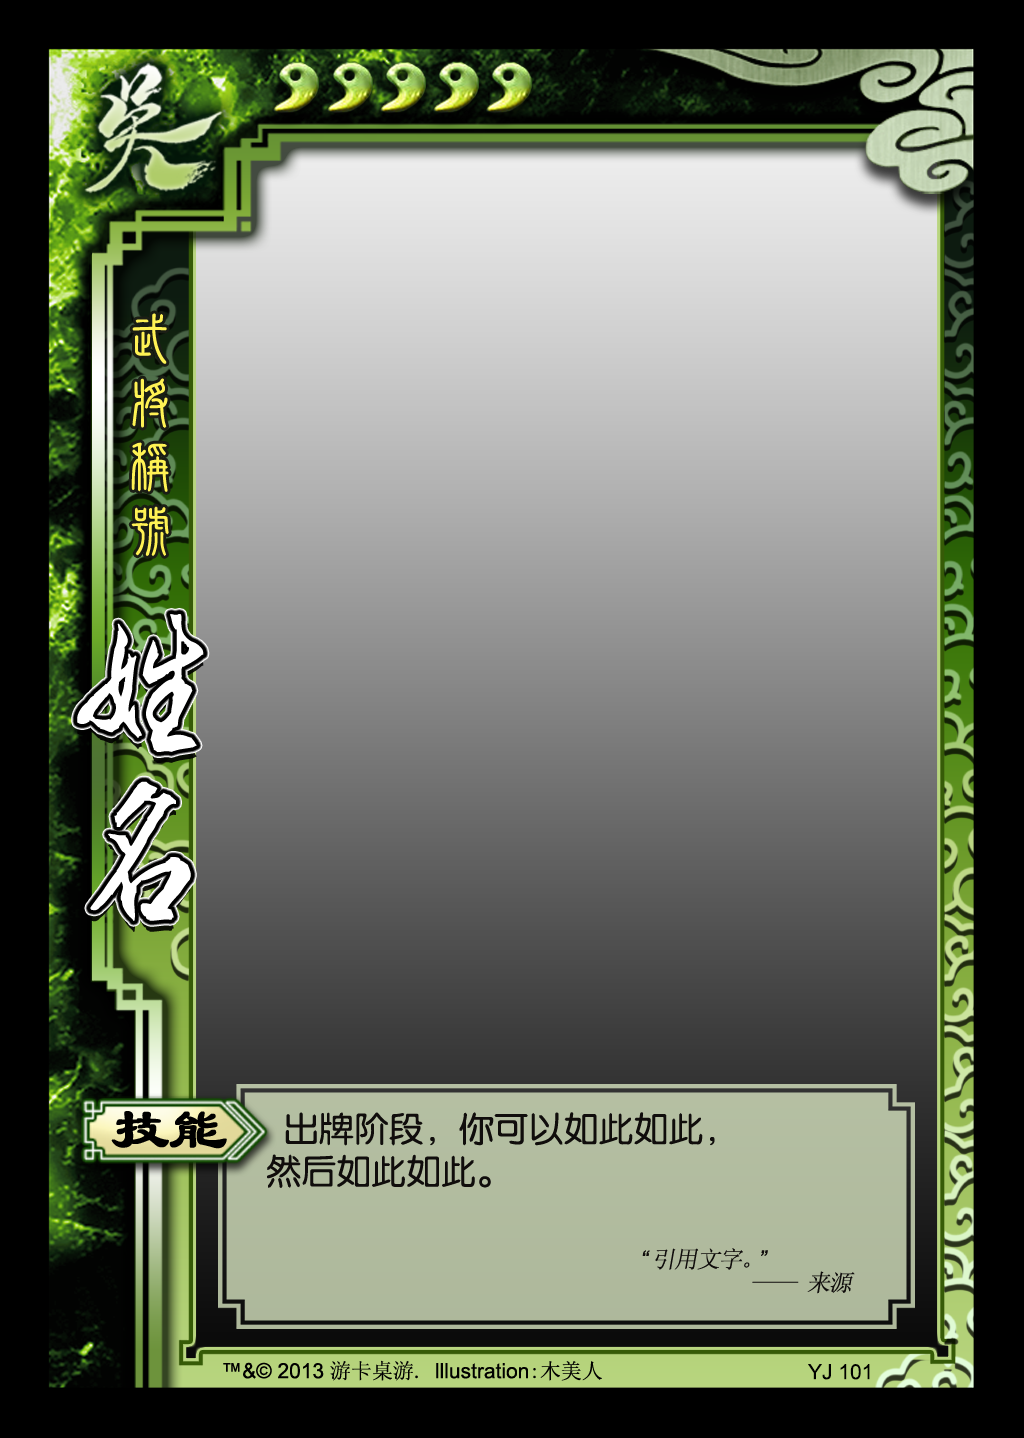 吴
武将稱號
姓名
技能
出牌阶段，你可以如此如此，
然后如此如此。
“引用文字。”
—— 来源
™&© 2013 游卡桌游. Illustration:木美人
YJ 101